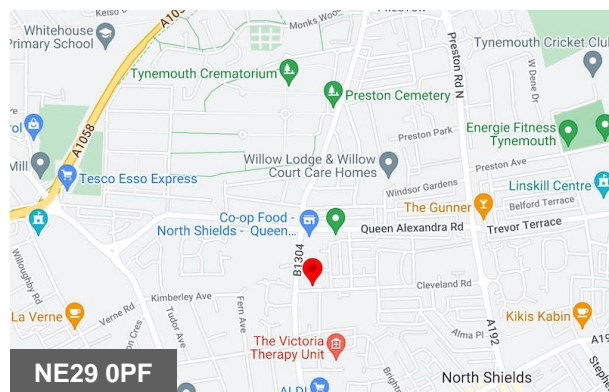 Kelso D
A105
PRESTON
Monks Woo
Whitehouse
Primary School
Tynemouth Cricket Club
Tynemouth Crematorium
Preston Rd N
W Dene Dr
Preston Cemetery
A1058
Preston Park
Energie Fitness
Tynemouth
Mill
Willow Lodge & Willow
Court Care Homes
Preston Ave
Tesco Esso Express
Windsor Gardens
Linskill Centre
Belford Terrace
The Gunner
Co-op Food -
North Shields - Queen...
Queen Alexandra Rd
Trevor Terrace
B1304
Willoughby Rd
Kimberley Ave
Cleveland Rd
La Verne
Verne Rd
Fern Ave
Tudor Ave
A192
Kikis Kabin
Alma Pl
The Victoria
Therapy Unit
North Shields
ALDI
NE29 0PF